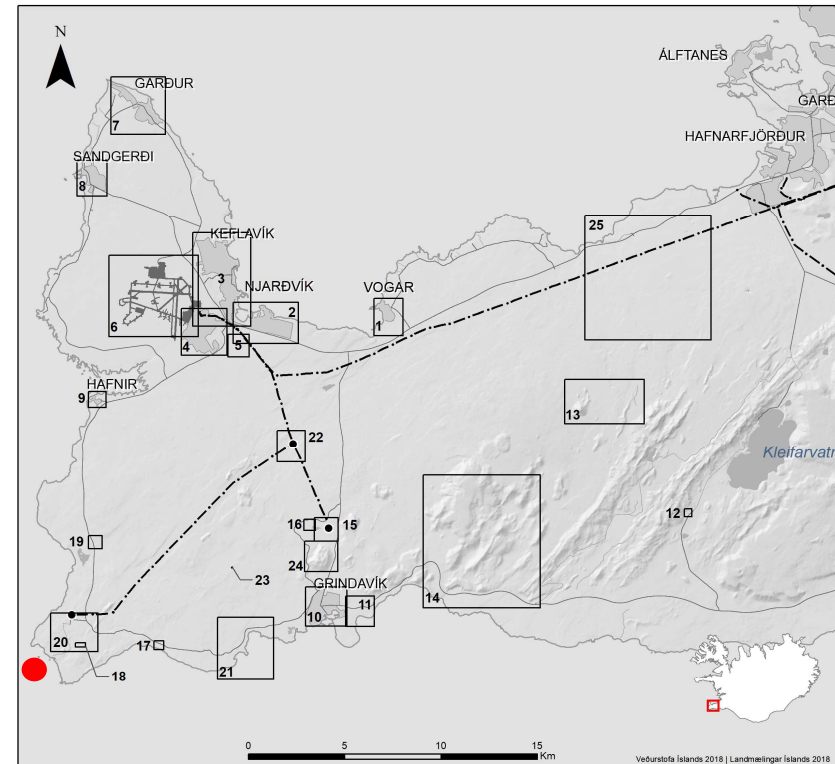 N
ÁLFTANES
GARÐUR
GARÐ
7
HAFNARFJÖRÐUR
SANDGERÐI
8
25
KEFLAVÍK
3
NJARÐVÍK
VOGAR
6
2
1
4
5
HAFNIR
9
13
22
Kleifarvatn
16
15
12
19
24
23
GRINDAVÍK
14
10
11
20
17
21
18
0 5 10 15
Km
Veðurstofa Íslands 2018 | Landmælingar Íslands 2018